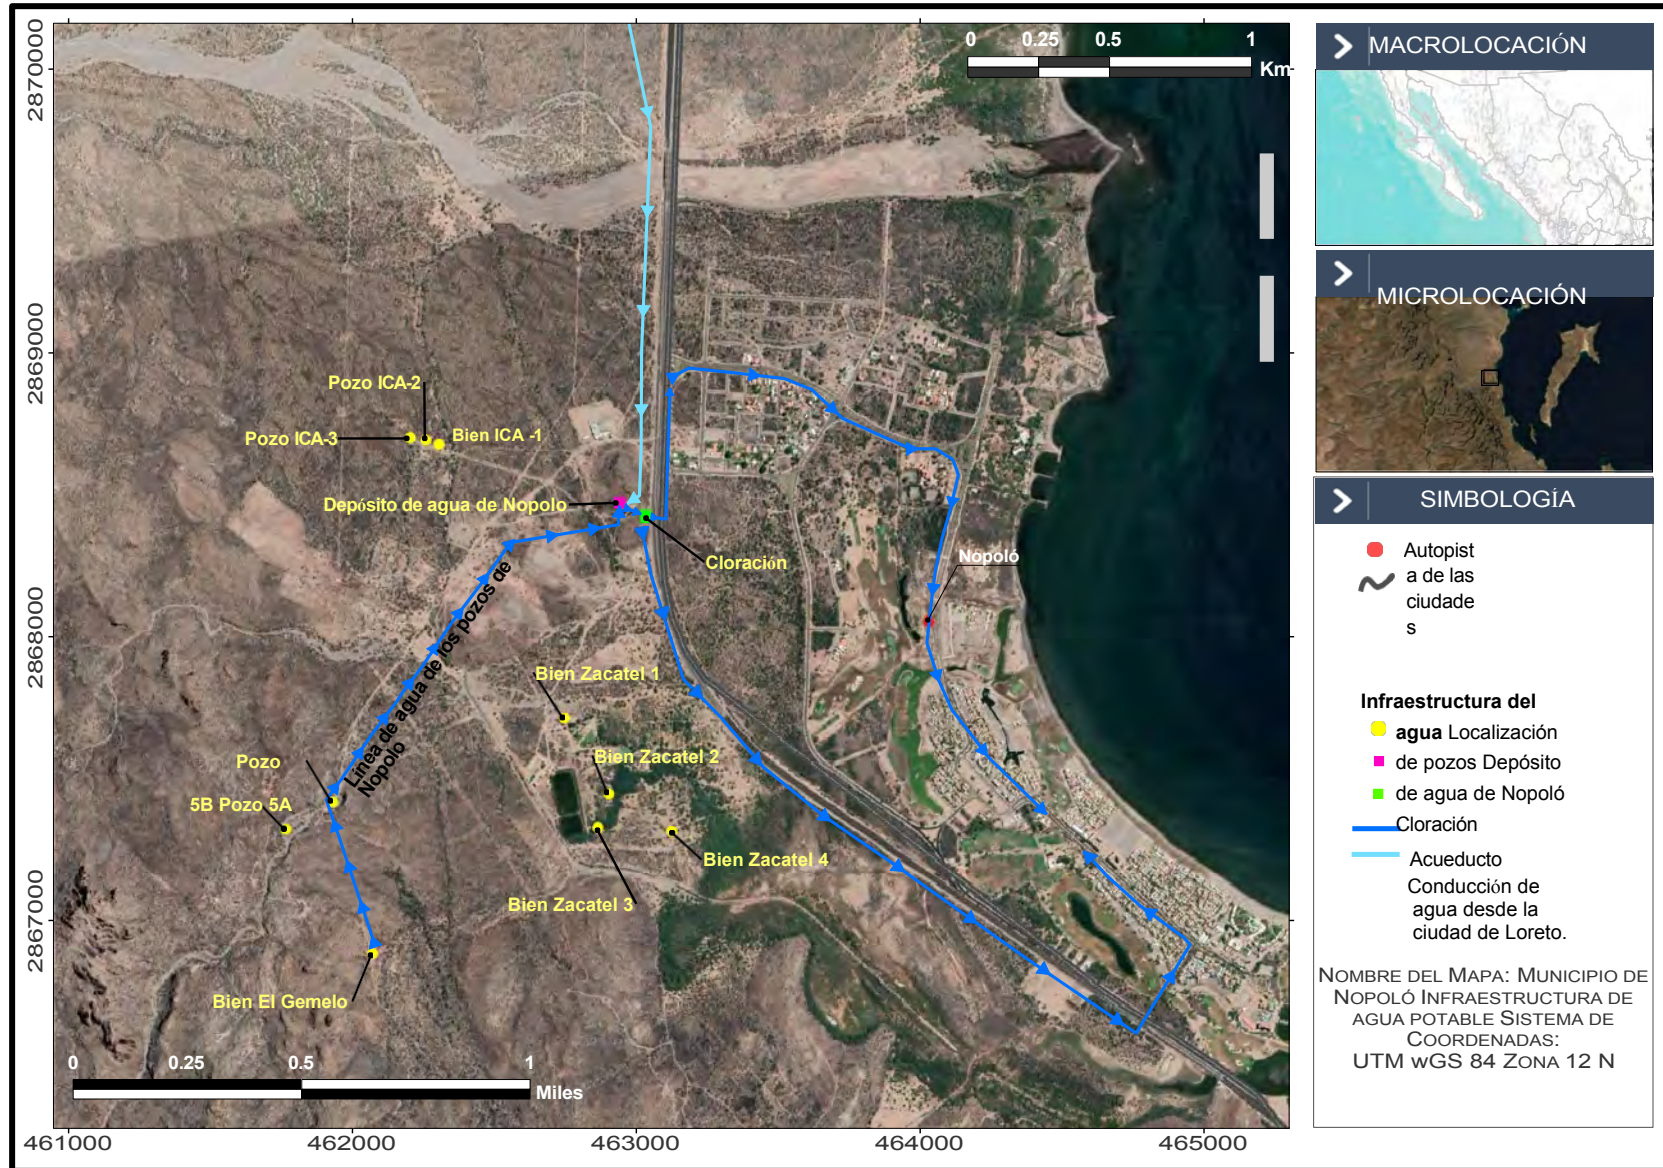 2870000
2869000
2868000
2867000
461000
462000
463000
464000
465000
0 0.25 0.5 1
Km
Pozo ICA-2
Pozo ICA-3
Bien ICA -1
Depósito de agua de Nopolo
Cloración
Nopoló
Línea de agua de los pozos de
Nopolo
Bien Zacatel 1
Bien Zacatel 2
Pozo
5B Pozo 5A
Bien Zacatel 4
Bien Zacatel 3
Bien El Gemelo
0 0.25 0.5 1
Miles
MACROLOCACIÓN
MICROLOCACIÓN
SIMBOLOGÍA
Autopist
a de las
ciudade
s
Infraestructura del
agua Localización
de pozos Depósito
de agua de Nopoló
Cloración
Acueducto
Conducción de
agua desde la
ciudad de Loreto.
NOMBRE DEL MAPA: MUNICIPIO DE
NOPOLÓ INFRAESTRUCTURA DE
AGUA POTABLE SISTEMA DE
COORDENADAS:
UTM wGS 84 ZONA 12 N